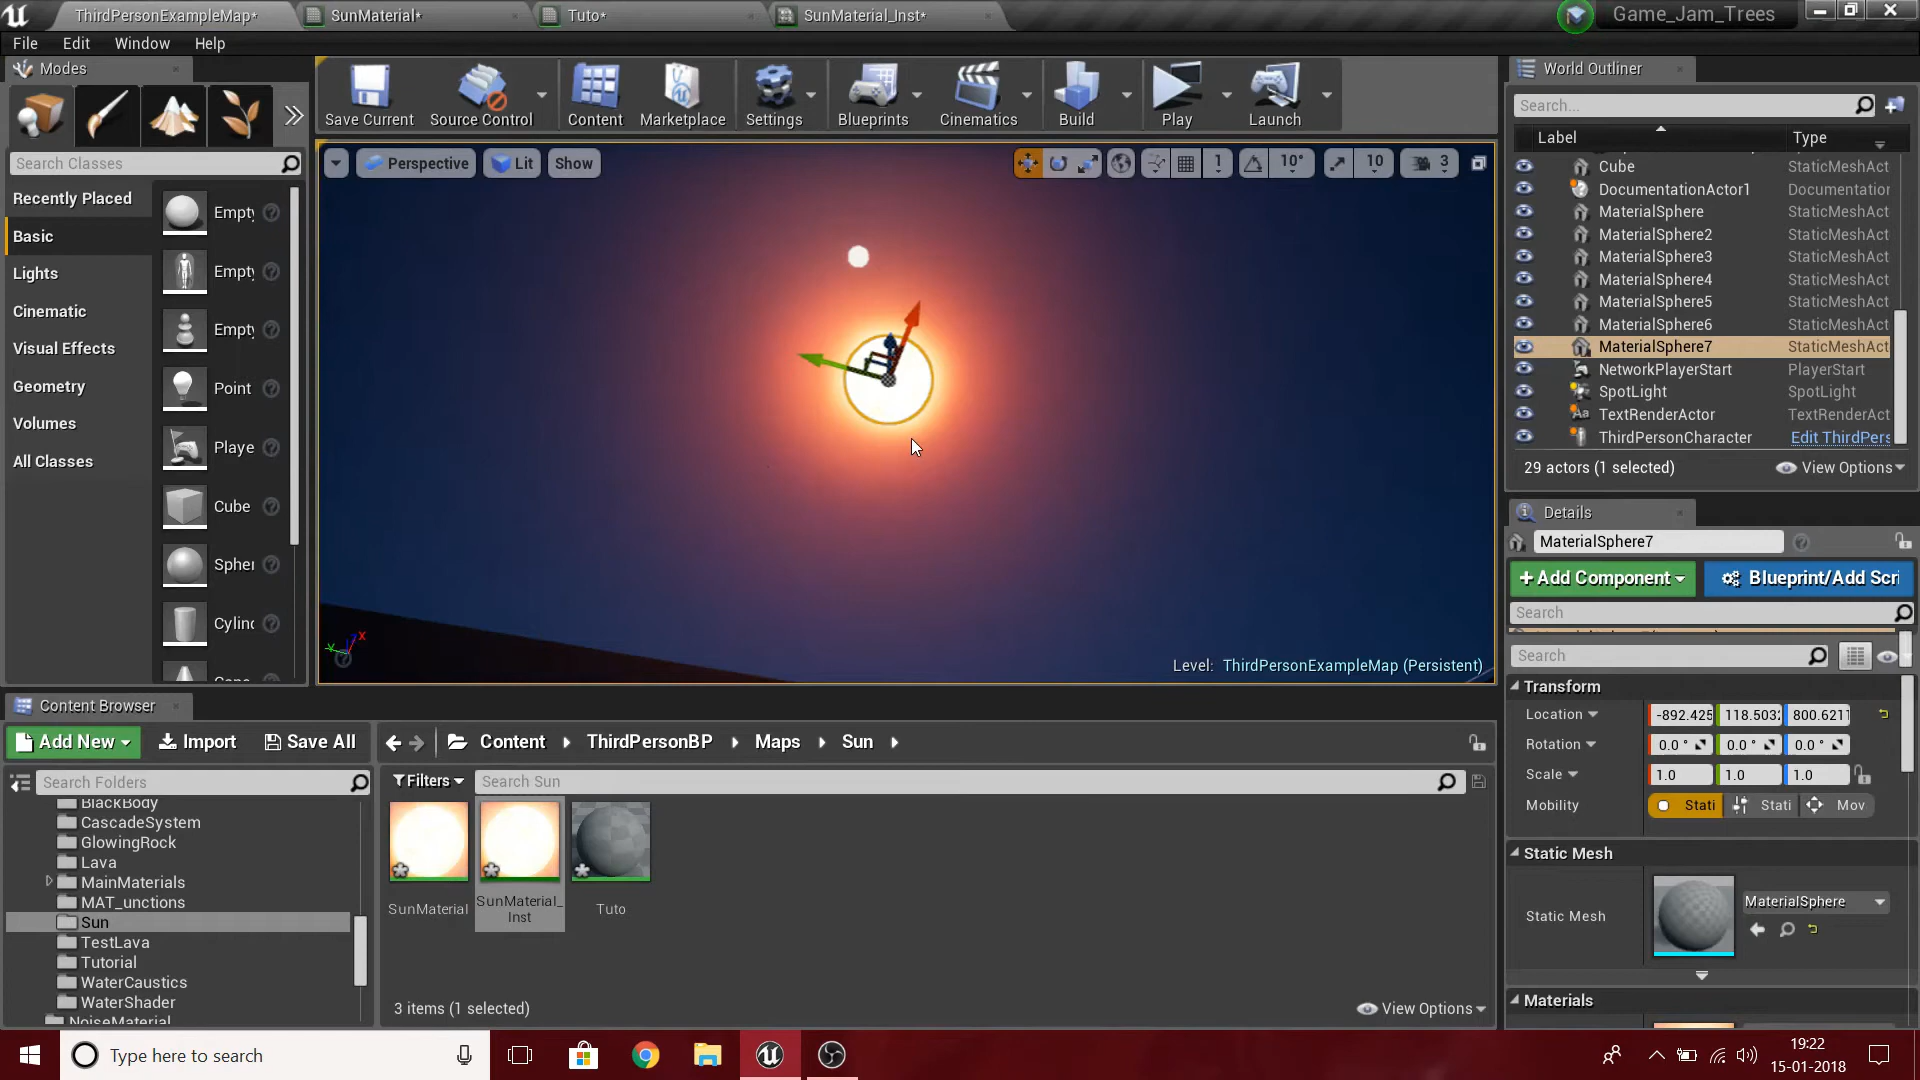 ThirdPersonExampleMap*
SunMaterial*
Tuto*
SunMaterial_Inst*
Game_Jam_Trees
File Edit Window Help
Modes
Search Classes
Recently Placed
Basic
Lights
Cinematic
Visual Effects
Geometry
Volumes
All Classes
Empty
Empty
Empty
Point
Playe
Cube
Spher
Cylind
Save Current
Source Control
Content
Marketplace
Settings
Blueprints
Cinematics
Build
Play
Launch
Perspective
Lit
Show
1
10°
10
3
Level: ThirdPersonExampleMap (Persistent)
World Outliner
Search...
Label Type
Cube StaticMeshAct
DocumentationActor1 Documentation
MaterialSphere StaticMeshAct
MaterialSphere2 StaticMeshAct
MaterialSphere3 StaticMeshAct
MaterialSphere4 StaticMeshAct
MaterialSphere5 StaticMeshAct
MaterialSphere6 StaticMeshAct
MaterialSphere7 StaticMeshAct
NetworkPlayerStart PlayerStart
SpotLight SpotLight
TextRenderActor TextRenderAct
ThirdPersonCharacter Edit ThirdPers
29 actors (1 selected)
View Options
Details
MaterialSphere7
+Add Component
Blueprint/Add Scri
Search
Search
Transform
Location -892.425 118.503 800.6211
Rotation 0.0 ° 0.0 ° 0.0 °
Scale 1.0 1.0 1.0
Mobility Stati Stati Mov
Static Mesh
Static Mesh
MaterialSphere
Materials
Content Browser
Add New
Import
Save All
Content
ThirdPersonBP
Maps
Sun
Search Folders
Filters
Search Sun
BlackBody
CascadeSystem
GlowingRock
Lava
MainMaterials
MAT_unctions
Sun
TestLava
Tutorial
WaterCaustics
WaterShader
NoiseMaterial
SunMaterial
SunMaterial_
Inst
Tuto
3 items (1 selected)
View Options
Type here to search
19:22
15-01-2018